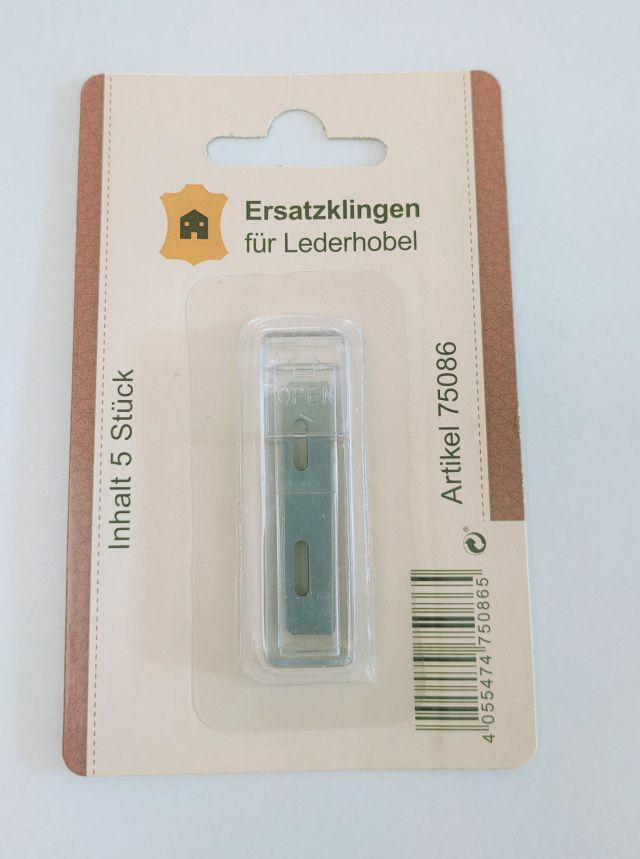 Ersatzklingen
für Lederhobel
OPEN
Inhalt 5 Stück
Artikel 75086
®
4 055474 750865